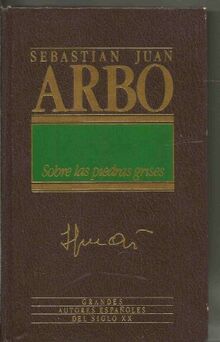 SEBASTIAN JUAN
ARBO
Sobre las piedras grises
GRANDES
AUTORES ESPAÑOLES
DEL SIGLO XX